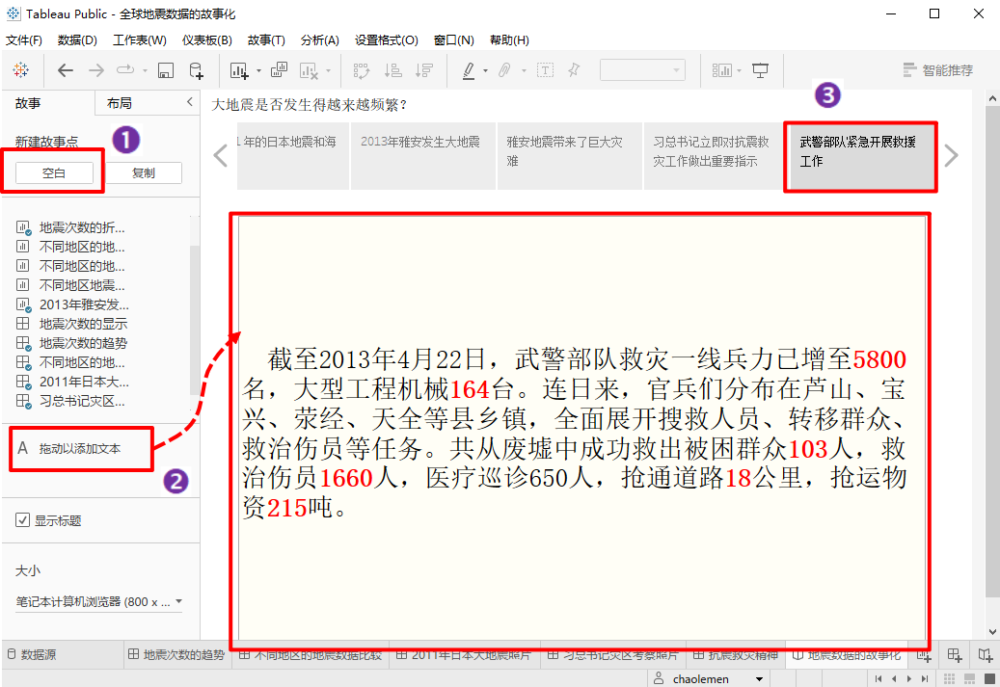 Tableau Public - 全球地震数据的故事化
文件(F) 数据(D) 工作表(W) 仪表板(B) 故事(T) 分析(A) 设置格式(O) 窗口(N) 帮助(H)
智能推荐
故事 布局
大地震是否发生得越来越频繁?
新建故事点
1
空白 复制
3
1 年的日本地震和海
2013年雅安发生大地震
雅安地震带来了巨大灾
难
习总书记立即对抗震救
灾工作做出重要指示
武警部队紧急开展救援
工作
地震次数的折...
不同地区的地...
不同地区的地...
不同地区地震...
2013年雅安发...
地震次数的显示
地震次数的趋势
不同地区的地...
2011年日本大...
习总书记灾区...
A 拖动以添加文本
2
显示标题
大小
笔记本计算机浏览器 (800 x ...
截至2013年4月22日，武警部队救灾一线兵力已增至5800
名，大型工程机械164台。连日来，官兵们分布在芦山、宝
兴、荥经、天全等县乡镇，全面展开搜救人员、转移群众、
救治伤员等任务。共从废墟中成功救出被困群众103人，救
治伤员1660人，医疗巡诊650人，抢通道路18公里，抢运物
资215吨。
数据源 地震次数的趋势 不同地区的地震数据比较 2011年日本大地震照片 习总书记灾区考察照片 抗震救灾精神 地震数据的故事化
chaolemen